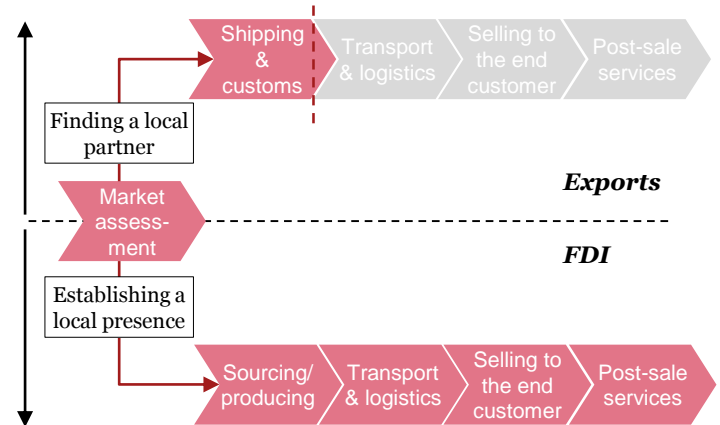 Shipping
&
customs
Transport
& logistics
Selling to
the end
customer
Post-sale
services
Finding a local
partner
Market
assess-
ment
Exports
FDI
Establishing a
local presence
Sourcing/
producing
Transport
& logistics
Selling to
the end
customer
Post-sale
services